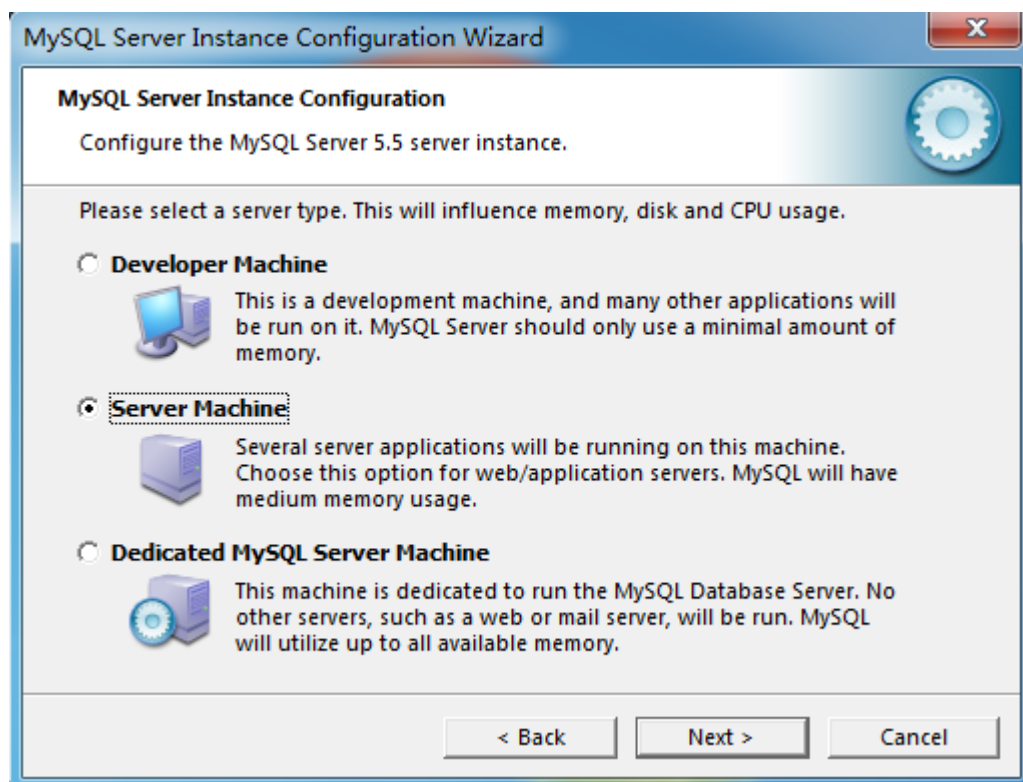 MySQL Server Instance Configuration Wizard
MySQL Server Instance Configuration
Configure the MySQL Server 5.5 server instance.
Please select a server type. This will influence memory, disk and CPU usage.
Developer Machine
This is a development machine, and many other applications will
be run on it. MySQL Server should only use a minimal amount of
memory.
Server Machine
Several server applications will be running on this machine.
Choose this option for web/application servers. MySQL will have
medium memory usage.
Dedicated MySQL Server Machine
This machine is dedicated to run the MySQL Database Server. No
other servers, such as a web or mail server, will be run. MySQL
will utilize up to all available memory.
< Back Next > Cancel